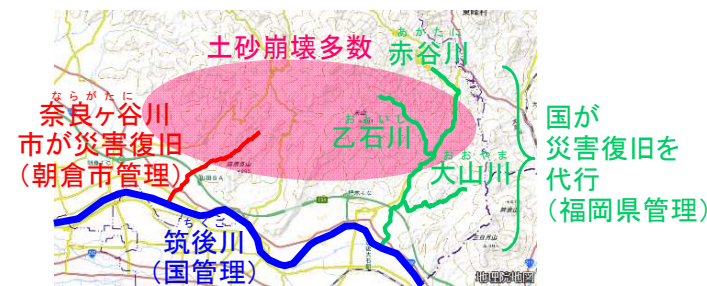 土砂崩壊多数
あかたに
赤谷川
ならがたに
奈良ヶ谷川
市が災害復旧
(朝倉市管理)
おといし
乙石川
おおやま
大山川
国が
災害復旧を
代行
(福岡県管理)
ちくご
筑後川
(国管理)
地理院地図